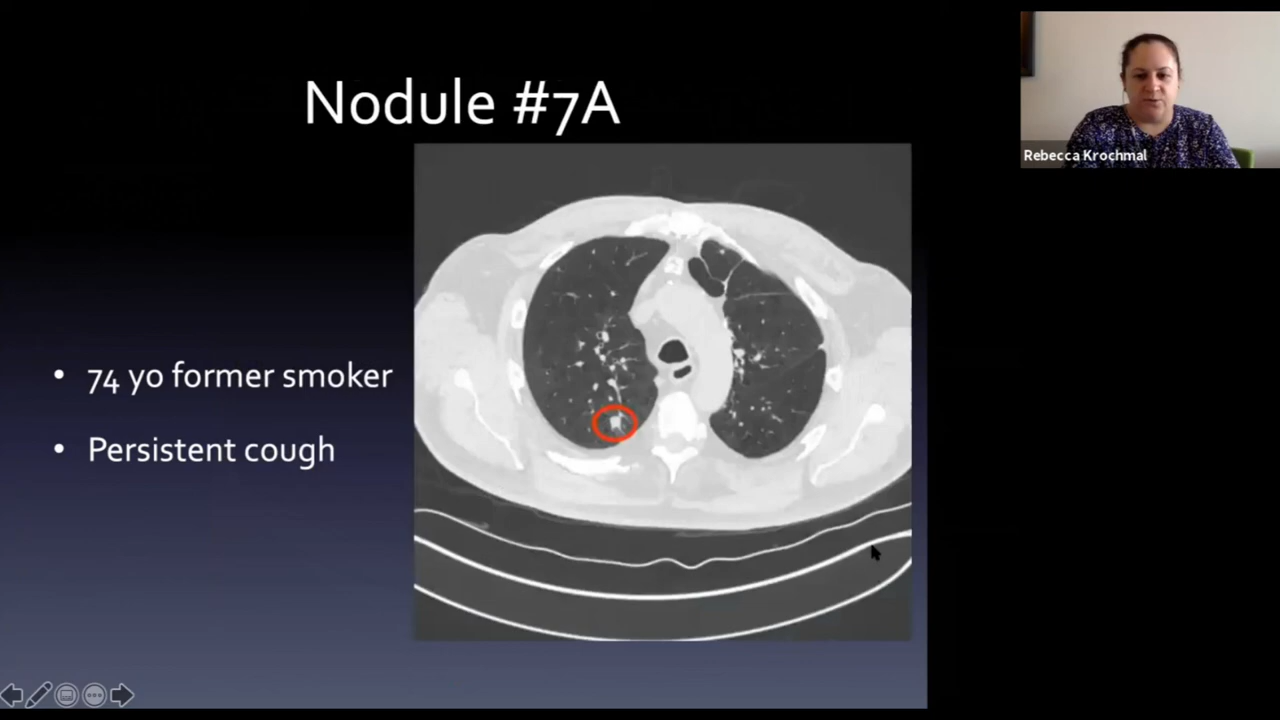 Nodule #7A
Rebecca Krochmal
• 74 yo former smoker
• Persistent cough